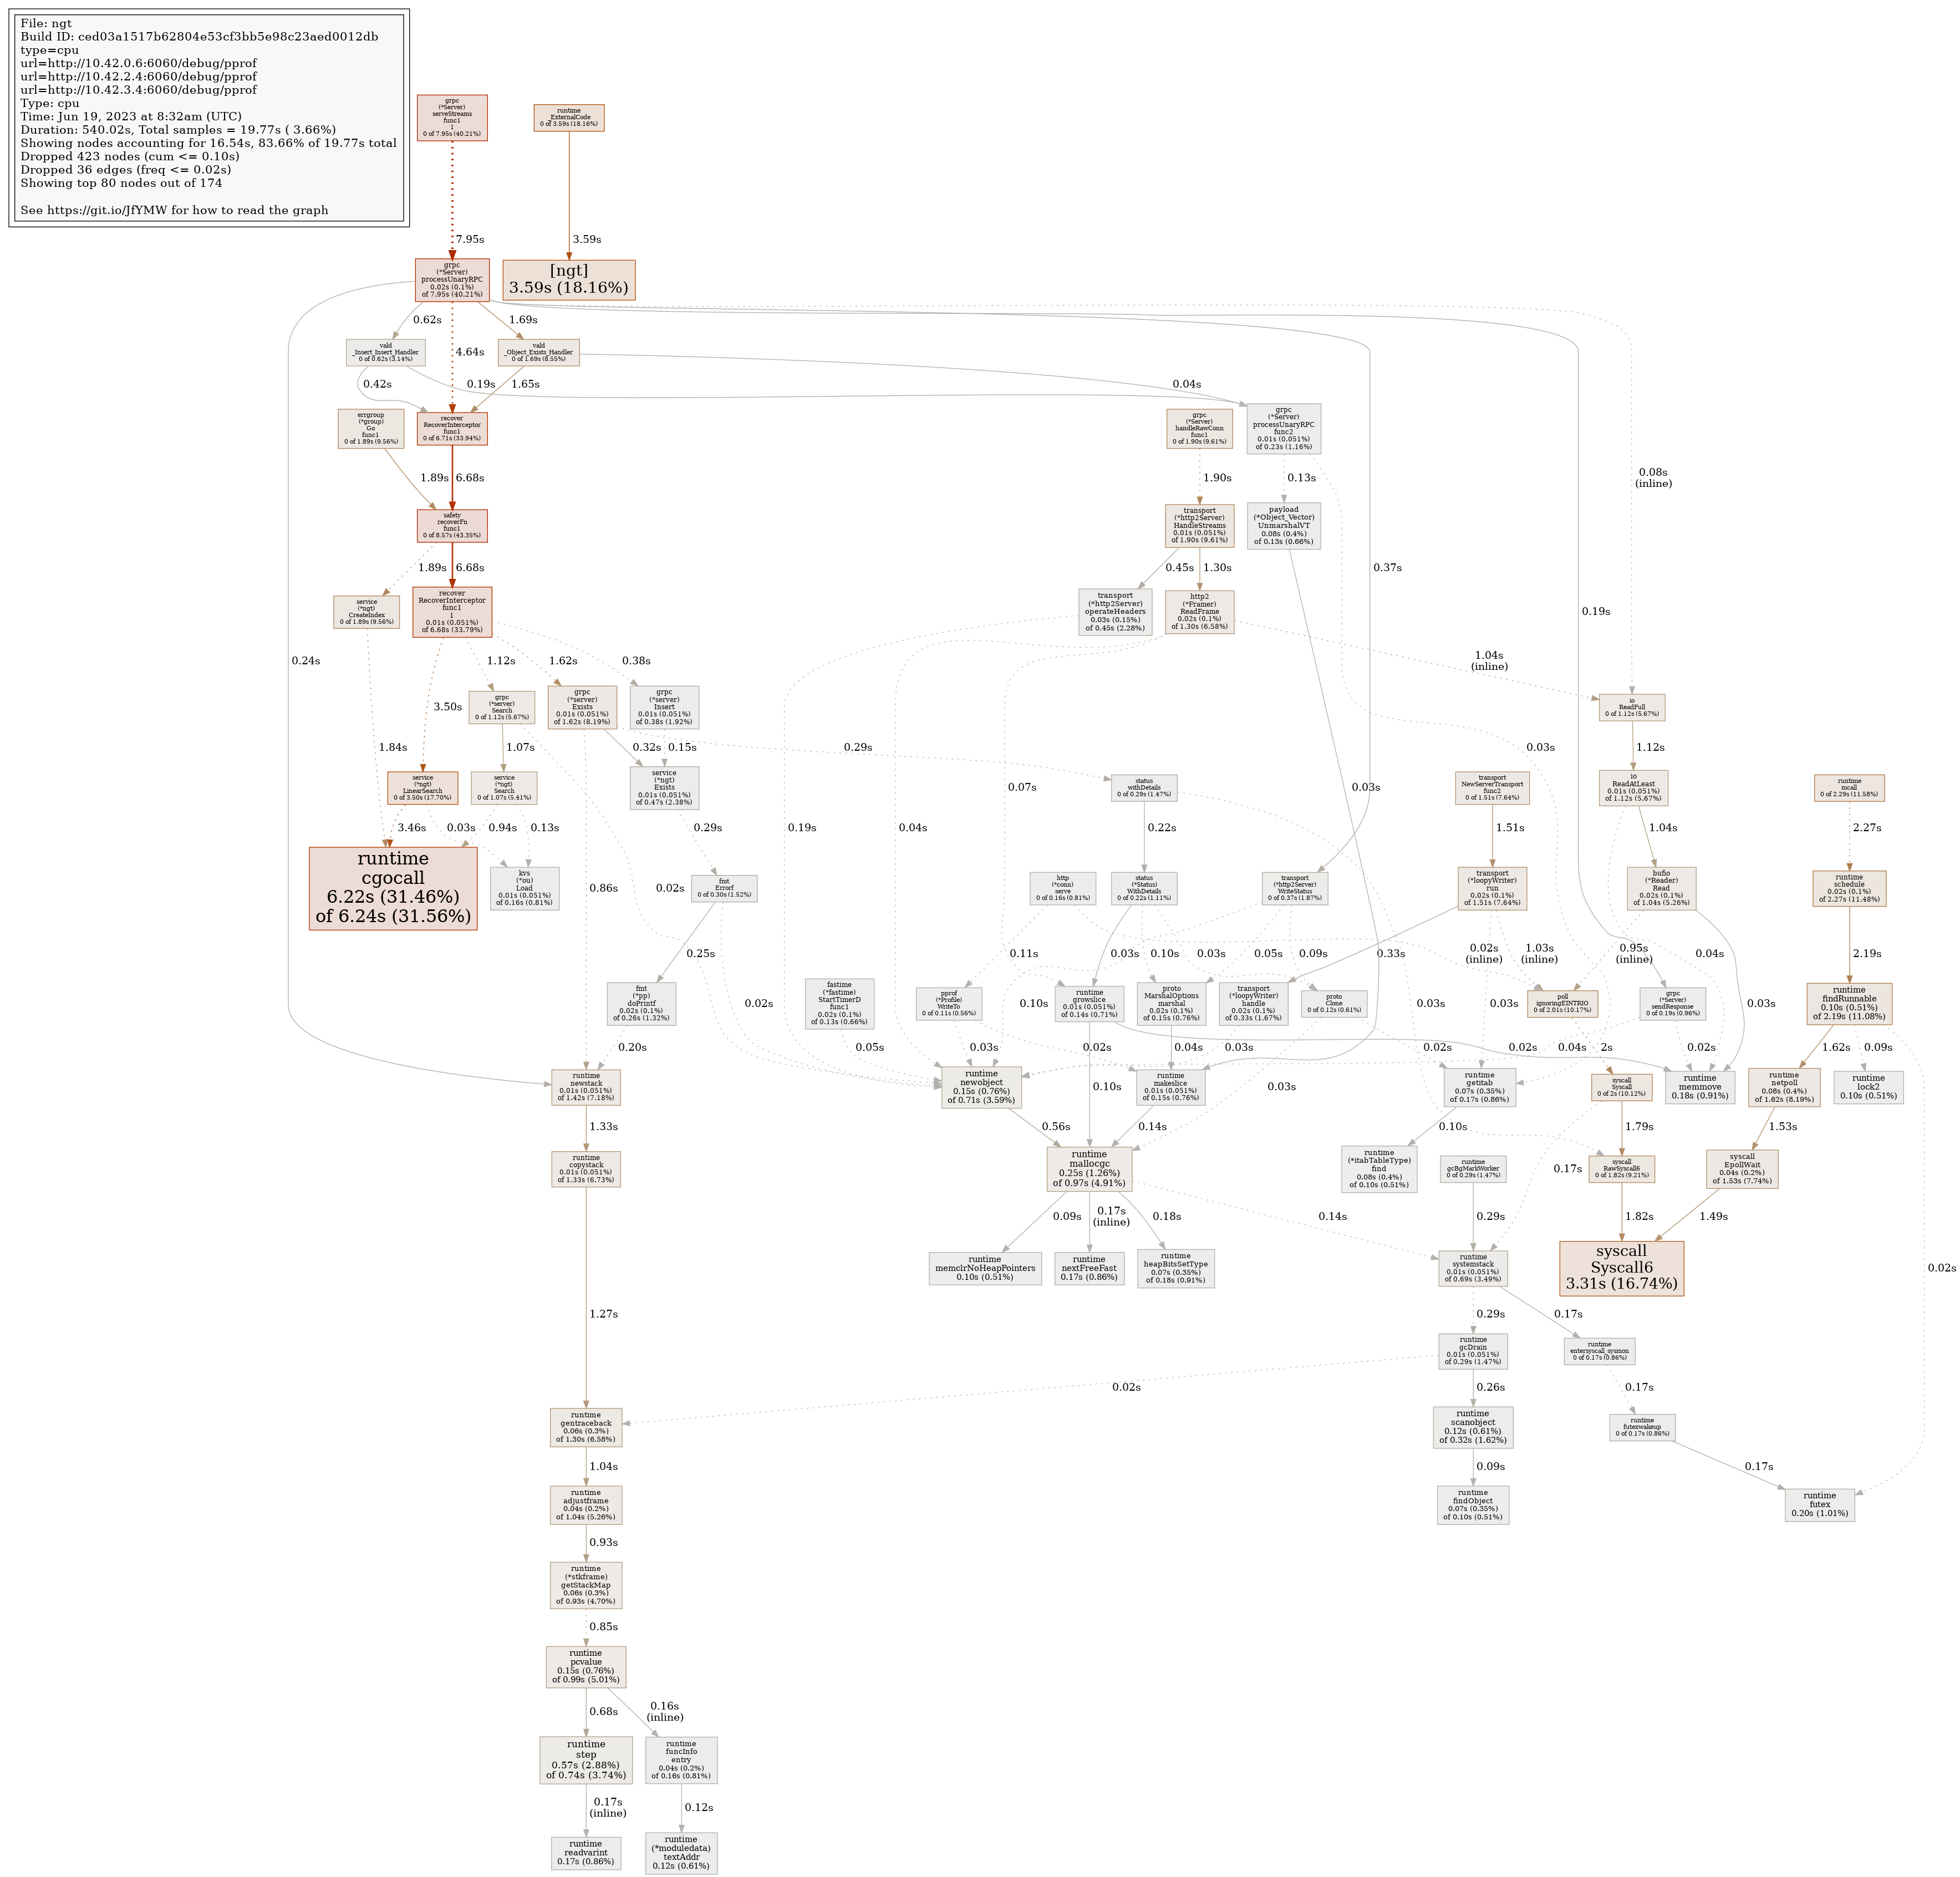 File: ngt
Build ID: ced03a1517b62804e53cf3bb5e98c23aed0012db
type=cpu
url=http://10.42.0.6:6060/debug/pprof
url=http://10.42.2.4:6060/debug/pprof
url=http://10.42.3.4:6060/debug/pprof
Type: cpu
Time: Jun 19, 2023 at 8:32am (UTC)
Duration: 540.02s, Total samples = 19.77s ( 3.66%)
Showing nodes accounting for 16.54s, 83.66% of 19.77s total
Dropped 423 nodes (cum <= 0.10s)
Dropped 36 edges (freq <= 0.02s)
Showing top 80 nodes out of 174
See https://git.io/JfYMW for how to read the graph
grpc
(*Server)
serveStreams
func1
1
0 of 7.95s (40.21%)
runtime
_ExternalCode
0 of 3.59s (18.16%)
7.95s
3.59s
grpc
(*Server)
processUnaryRPC
0.02s (0.1%)
of 7.95s (40.21%)
[ngt]
3.59s (18.16%)
0.62s
1.69s
4.64s
vald
_Insert_Insert_Handler
0 of 0.62s (3.14%)
vald
_Object_Exists_Handler
0 of 1.69s (8.55%)
0.42s
0.19s
1.65s
0.04s
errgroup
(*group)
Go
func1
0 of 1.89s (9.56%)
recover
RecoverInterceptor
func1
0 of 6.71s (33.94%)
grpc
(*Server)
handleRawConn
func1
0 of 1.90s (9.61%)
grpc
(*Server)
processUnaryRPC
func2
0.01s (0.051%)
of 0.23s (1.16%)
1.89s
6.68s
1.90s
0.13s
0.08s
(inline)
safety
recoverFn
func1
0 of 8.57s (43.35%)
transport
(*http2Server)
HandleStreams
0.01s (0.051%)
of 1.90s (9.61%)
payload
(*Object_Vector)
UnmarshalVT
0.08s (0.4%)
of 0.13s (0.66%)
1.89s
6.68s
0.45s
1.30s
0.37s
0.19s
service
(*ngt)
CreateIndex
0 of 1.89s (9.56%)
recover
RecoverInterceptor
func1
1
0.01s (0.051%)
of 6.68s (33.79%)
transport
(*http2Server)
operateHeaders
0.03s (0.15%)
of 0.45s (2.28%)
http2
(*Framer)
ReadFrame
0.02s (0.1%)
of 1.30s (6.58%)
0.24s
1.12s
1.62s
0.38s
1.04s
(inline)
3.50s
grpc
(*server)
Search
0 of 1.12s (5.67%)
grpc
(*server)
Exists
0.01s (0.051%)
of 1.62s (8.19%)
grpc
(*server)
Insert
0.01s (0.051%)
of 0.38s (1.92%)
io
ReadFull
0 of 1.12s (5.67%)
1.84s
1.07s
0.32s
0.15s
0.29s
0.03s
1.12s
service
(*ngt)
LinearSearch
0 of 3.50s (17.70%)
service
(*ngt)
Search
0 of 1.07s (5.41%)
service
(*ngt)
Exists
0.01s (0.051%)
of 0.47s (2.38%)
0.07s
status
withDetails
0 of 0.29s (1.47%)
0.03s
transport
NewServerTransport
func2
0 of 1.51s (7.64%)
io
ReadAtLeast
0.01s (0.051%)
of 1.12s (5.67%)
runtime
mcall
0 of 2.29s (11.58%)
3.46s
0.03s
0.94s
0.13s
0.29s
0.19s
0.04s
0.22s
1.51s
1.04s
2.27s
runtime
cgocall
6.22s (31.46%)
of 6.24s (31.56%)
kvs
(*ou)
Load
0.01s (0.051%)
of 0.16s (0.81%)
0.86s
0.02s
fmt
Errorf
0 of 0.30s (1.52%)
http
(*conn)
serve
0 of 0.16s (0.81%)
status
(*Status)
WithDetails
0 of 0.22s (1.11%)
transport
(*http2Server)
WriteStatus
0 of 0.37s (1.87%)
transport
(*loopyWriter)
run
0.02s (0.1%)
of 1.51s (7.64%)
bufio
(*Reader)
Read
0.02s (0.1%)
of 1.04s (5.26%)
runtime
schedule
0.02s (0.1%)
of 2.27s (11.48%)
0.25s
0.11s
0.03s
0.10s
0.03s
0.05s
0.09s
0.33s
0.02s
(inline)
1.03s
(inline)
0.95s
(inline)
0.04s
2.19s
fmt
(*pp)
doPrintf
0.02s (0.1%)
of 0.26s (1.32%)
0.02s
fastime
(*fastime)
StartTimerD
func1
0.02s (0.1%)
of 0.13s (0.66%)
pprof
(*Profile)
WriteTo
0 of 0.11s (0.56%)
0.10s
runtime
growslice
0.01s (0.051%)
of 0.14s (0.71%)
proto
MarshalOptions
marshal
0.02s (0.1%)
of 0.15s (0.76%)
transport
(*loopyWriter)
handle
0.02s (0.1%)
of 0.33s (1.67%)
proto
Clone
0 of 0.12s (0.61%)
0.03s
0.03s
poll
ignoringEINTRIO
0 of 2.01s (10.17%)
grpc
(*Server)
sendResponse
0 of 0.19s (0.96%)
0.03s
runtime
findRunnable
0.10s (0.51%)
of 2.19s (11.08%)
0.20s
0.05s
0.03s
0.02s
0.04s
0.03s
0.02s
0.02s
0.04s
2s
0.02s
1.62s
0.09s
runtime
newstack
0.01s (0.051%)
of 1.42s (7.18%)
runtime
newobject
0.15s (0.76%)
of 0.71s (3.59%)
0.10s
runtime
makeslice
0.01s (0.051%)
of 0.15s (0.76%)
0.03s
runtime
getitab
0.07s (0.35%)
of 0.17s (0.86%)
syscall
Syscall
0 of 2s (10.12%)
runtime
memmove
0.18s (0.91%)
runtime
netpoll
0.08s (0.4%)
of 1.62s (8.19%)
runtime
lock2
0.10s (0.51%)
1.33s
0.56s
0.14s
0.10s
1.79s
1.53s
runtime
copystack
0.01s (0.051%)
of 1.33s (6.73%)
runtime
mallocgc
0.25s (1.26%)
of 0.97s (4.91%)
runtime
(*itabTableType)
find
0.08s (0.4%)
of 0.10s (0.51%)
runtime
gcBgMarkWorker
0 of 0.29s (1.47%)
0.17s
syscall
RawSyscall6
0 of 1.82s (9.21%)
syscall
EpollWait
0.04s (0.2%)
of 1.53s (7.74%)
0.09s
0.17s
(inline)
0.18s
0.14s
0.29s
1.82s
1.49s
runtime
memclrNoHeapPointers
0.10s (0.51%)
runtime
nextFreeFast
0.17s (0.86%)
runtime
heapBitsSetType
0.07s (0.35%)
of 0.18s (0.91%)
runtime
systemstack
0.01s (0.051%)
of 0.69s (3.49%)
syscall
Syscall6
3.31s (16.74%)
0.02s
1.27s
0.29s
0.17s
runtime
gcDrain
0.01s (0.051%)
of 0.29s (1.47%)
runtime
entersyscall_sysmon
0 of 0.17s (0.86%)
0.02s
0.26s
0.17s
runtime
gentraceback
0.06s (0.3%)
of 1.30s (6.58%)
runtime
scanobject
0.12s (0.61%)
of 0.32s (1.62%)
runtime
futexwakeup
0 of 0.17s (0.86%)
1.04s
0.09s
0.17s
runtime
adjustframe
0.04s (0.2%)
of 1.04s (5.26%)
runtime
findObject
0.07s (0.35%)
of 0.10s (0.51%)
runtime
futex
0.20s (1.01%)
0.93s
runtime
(*stkframe)
getStackMap
0.06s (0.3%)
of 0.93s (4.70%)
0.85s
runtime
pcvalue
0.15s (0.76%)
of 0.99s (5.01%)
0.68s
0.16s
(inline)
runtime
step
0.57s (2.88%)
of 0.74s (3.74%)
runtime
funcInfo
entry
0.04s (0.2%)
of 0.16s (0.81%)
0.17s
(inline)
0.12s
runtime
readvarint
0.17s (0.86%)
runtime
(*moduledata)
textAddr
0.12s (0.61%)